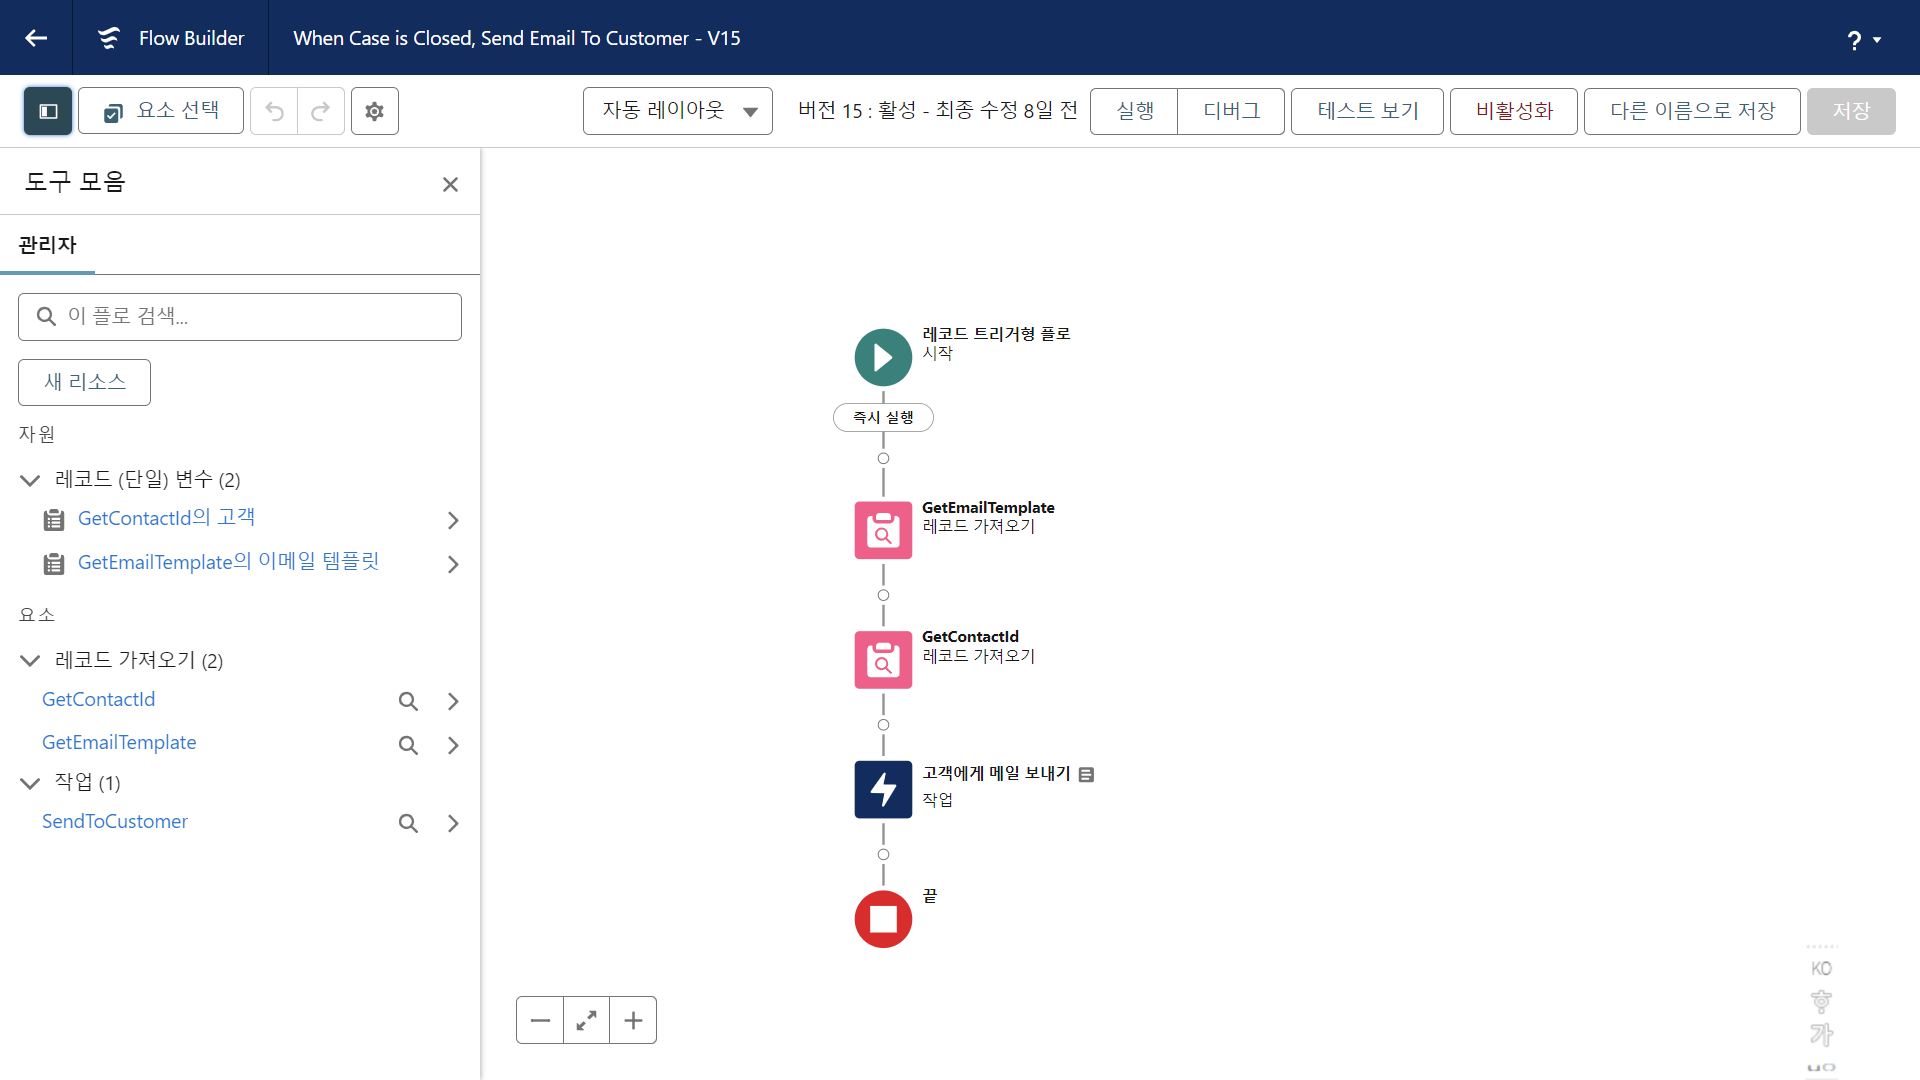 Flow Builder
When Case is Closed, Send Email To Customer - V15
?
요소 선택
자동 레이아웃
버전 15 : 활성 - 최종 수정 8일 전
실행
디버그
테스트 보기
비활성화
다른 이름으로 저장
저장
도구 모음
관리자
이 플로 검색...
새 리소스
자원
레코드 (단일) 변수 (2)
GetContactId의 고객
GetEmailTemplate의 이메일 템플릿
요소
레코드 가져오기 (2)
GetContactId
GetEmailTemplate
작업 (1)
SendToCustomer
레코드 트리거형 플로
시작
즉시 실행
GetEmailTemplate
레코드 가져오기
GetContactId
레코드 가져오기
고객에게 메일 보내기
작업
끝
KO
가